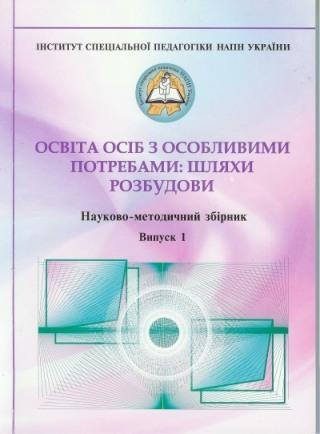 ІНСТИТУТ СПЕЦІАЛЬНОЇ ПЕДАГОГІКИ НАПН УКРАЇНИ
ОСВІТА ОСІБ З ОСОБЛИВИМИ
ПОТРЕБАМИ: ШЛЯХИ
РОЗБУДОВИ
Науково-методичний збірник
Випуск 1